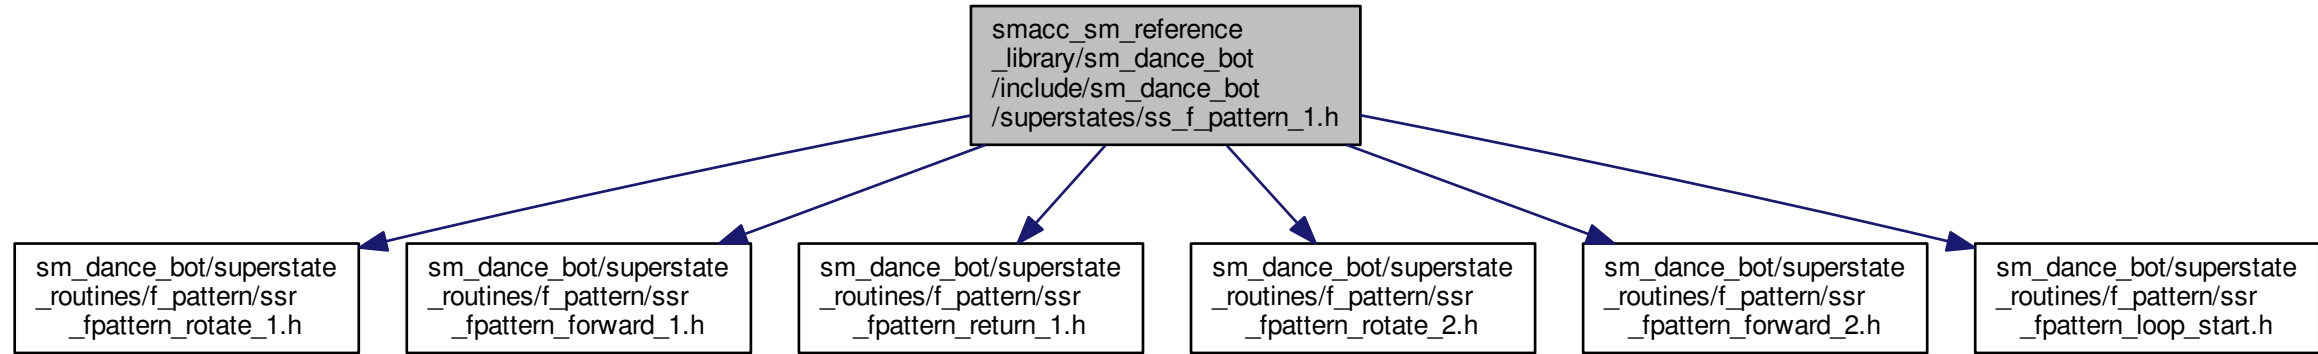 smacc_sm_reference
_library/sm_dance_bot
/include/sm_dance_bot
/superstates/ss_f_pattern_1.h
sm_dance_bot/superstate
_routines/f_pattern/ssr
_fpattern_rotate_1.h
sm_dance_bot/superstate
_routines/f_pattern/ssr
_fpattern_forward_1.h
sm_dance_bot/superstate
_routines/f_pattern/ssr
_fpattern_return_1.h
sm_dance_bot/superstate
_routines/f_pattern/ssr
_fpattern_rotate_2.h
sm_dance_bot/superstate
_routines/f_pattern/ssr
_fpattern_forward_2.h
sm_dance_bot/superstate
_routines/f_pattern/ssr
_fpattern_loop_start.h